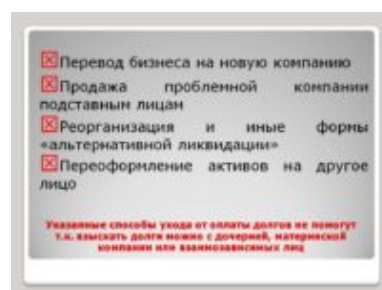 Перевод бизнеса на новую компанию
Продажа проблемной компании
подставным лицам
Реорганизация и иные формы
«альтернативной ликвидации»
Переоформление активов на другое
лицо
Указанные способы ухода от оплаты долгов не помогут
т.к. взыскать долги можно с дочерней, материнской
компании или взаимозависимых лиц